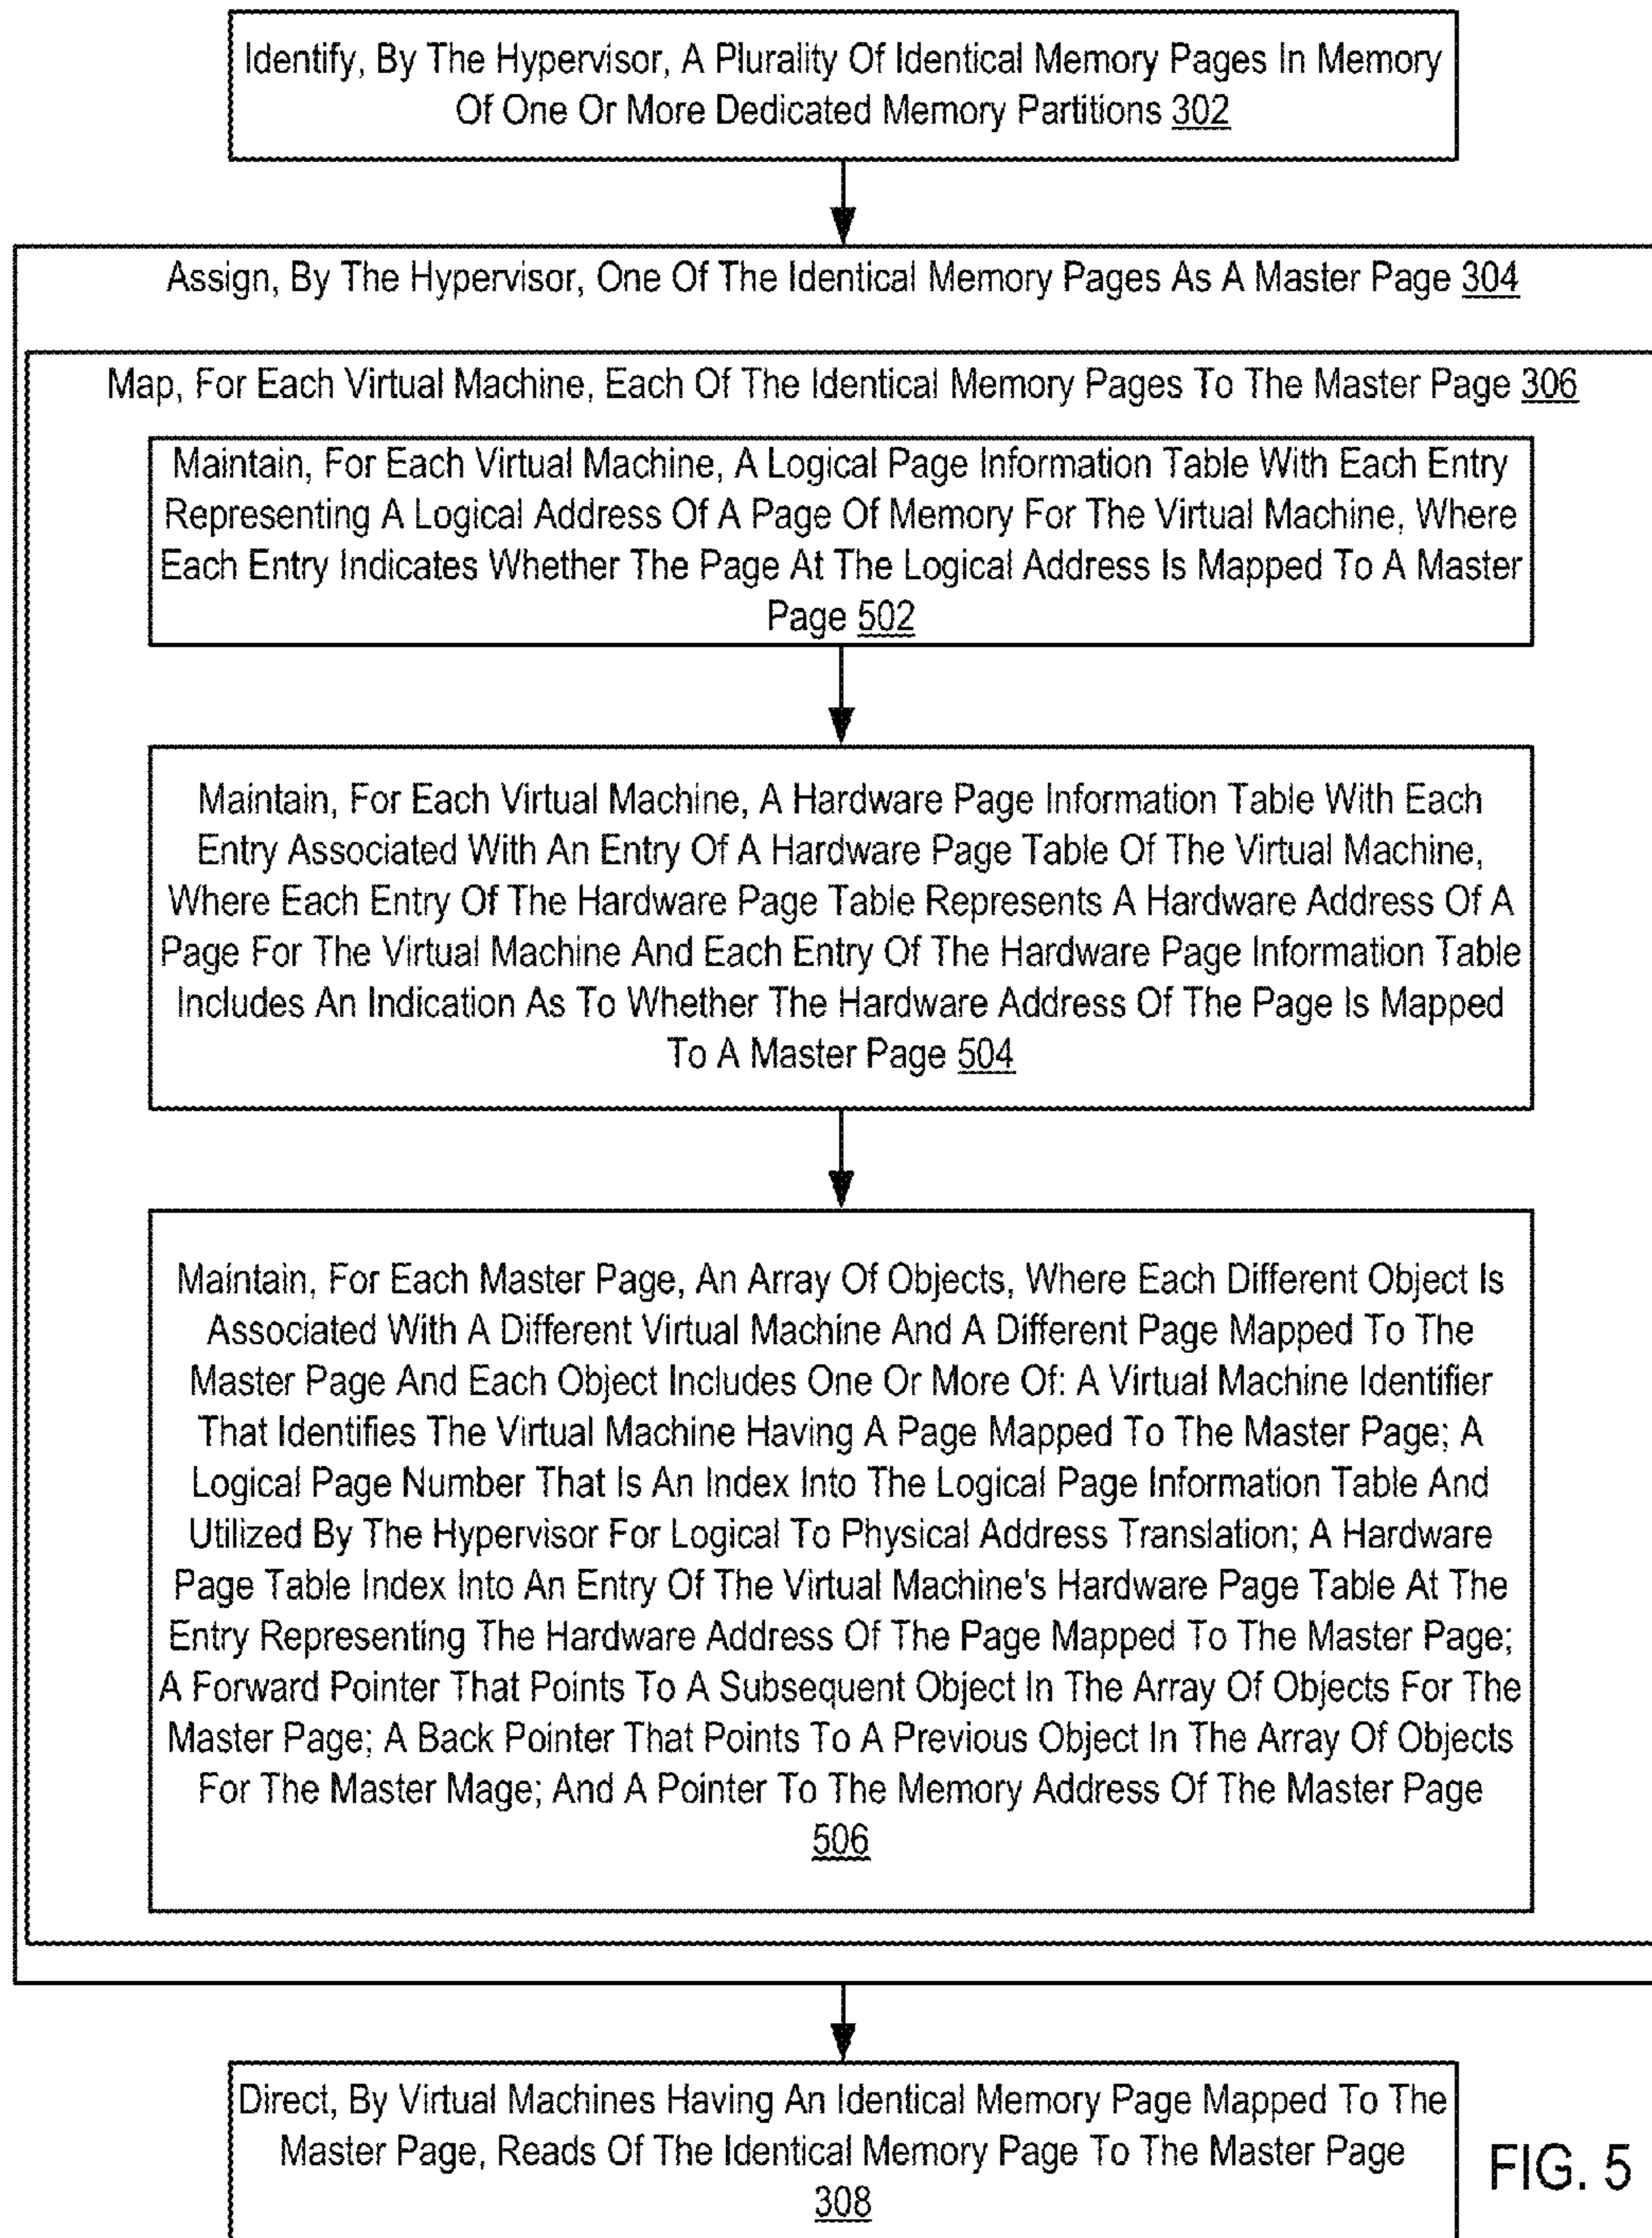 Identify, By The Hypervisor, A Plurality Of Identical Memory Pages In Memory
Of One Or More Dedicated Memory Partitions 302
Assign, By The Hypervisor, One Of The Identical Memory Pages As A Master Page 304
Map, For Each Virtual Machine, Each Of The Identical Memory Pages To The Master Page 306
Maintain, For Each Virtual Machine, A Logical Page Information Table With Each Entry
Representing A Logical Address Of A Page Of Memory For The Virtual Machine, Where
Each Entry Indicates Whether The Page At The Logical Address Is Mapped To A Master
Page 502
Maintain, For Each Virtual Machine, A Hardware Page Information Table With Each
Entry Associated With An Entry Of A Hardware Page Table Of The Virtual Machine,
Where Each Entry Of The Hardware Page Table Represents A Hardware Address Of A
Page For The Virtual Machine And Each Entry Of The Hardware Page Information Table
Includes An Indication As To Whether The Hardware Address Of The Page Is Mapped
To A Master Page 504
Maintain, For Each Master Page, An Array Of Objects, Where Each Different Object Is
Associated With A Different Virtual Machine And A Different Page Mapped To The
Master Page And Each Object Includes One Or More Of: A Virtual Machine Identifier
That Identifies The Virtual Machine Having A Page Mapped To The Master Page; A
Logical Page Number That Is An Index Into The Logical Page Information Table And
Utilized By The Hypervisor For Logical To Physical Address Translation; A Hardware
Page Table Index Into An Entry Of The Virtual Machine's Hardware Page Table At The
Entry Representing The Hardware Address Of The Page Mapped To The Master Page;
A Forward Pointer That Points To A Subsequent Object In The Array Of Objects For The
Master Page; A Back Pointer That Points To A Previous Object In The Array Of Objects
For The Master Mage; And A Pointer To The Memory Address Of The Master Page
506
Direct, By Virtual Machines Having An Identical Memory Page Mapped To The
Master Page, Reads Of The Identical Memory Page To The Master Page
308
FIG. 5